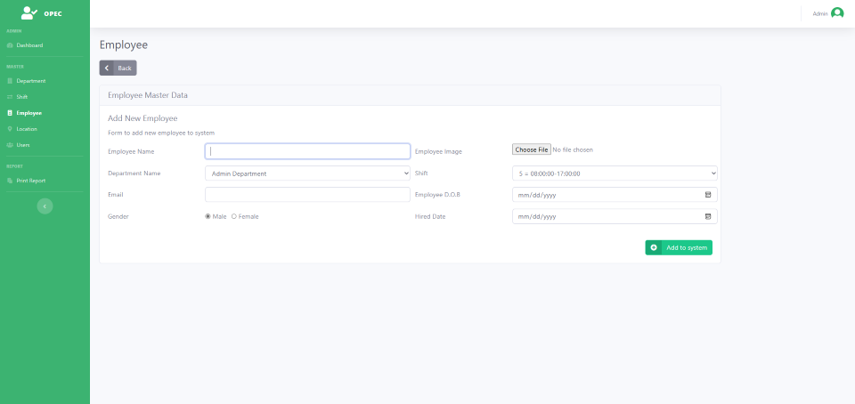 OPEC
Admin
ADMIN
Dashboard
MASTER
Department
Shift
Employee
Location
Users
REPORT
Print Report
Employee
Back
Employee Master Data
Add New Employee
Form to add new employee to system
Employee Name
Employee Image Choose File No file chosen
Department Name Admin Department Shift S = 08:00:00-17:00:00
Email Employee D.O.B mm/dd/yyyy
Gender Male Female Hired Date mm/dd/yyyy
Add to system